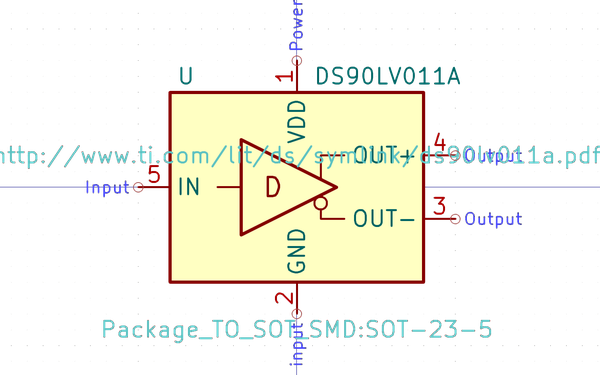 Power
U
DS90LV011A
1
VDD
http://www.ti.com/lit/ds/symlink/ds90lv011a.pdf
OUT+
4
Output
Input
5
IN
D
OUT-
3
Output
GND
2
Package_TO_SOT_SMD:SOT-23-5
input